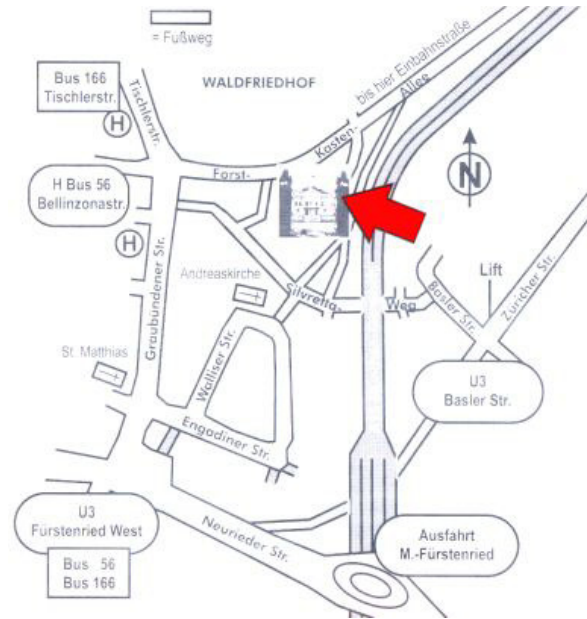 = Fußweg
Bus 166
Tischlerstr.
Tischlerstr.
WALDFRIEDHOF
bis hier Einbahnstraße
Kasten-
Allee
H
Forst-
H Bus 56
Bellinzonastr.
N
H
Graubündener Str.
Andreaskirche
Silvretta-
Weg
Basler Str.
Lift
Züricher Str.
St. Matthias
Walliser Str.
U3
Basler Str.
Engadiner Str.
U3
Fürstenried West
Neurieder Str.
Ausfahrt
M.-Fürstenried
Bus 56
Bus 166